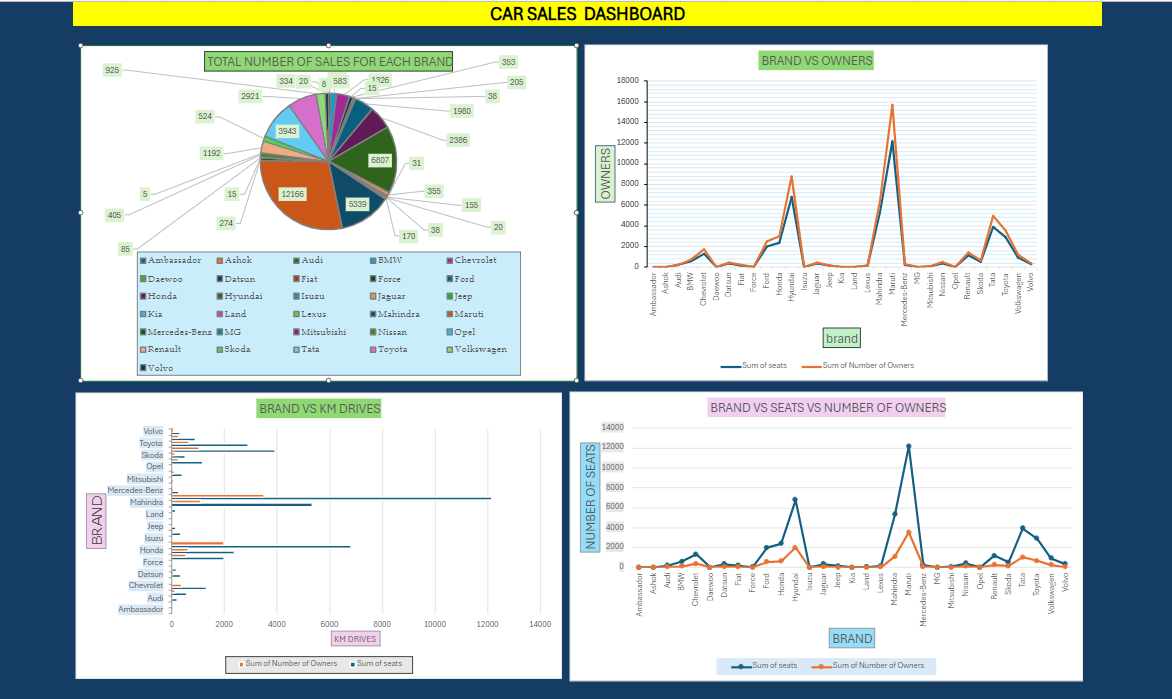 CAR SALES  DASHBOARD
TOTAL NUMBER OF SALES FOR EACH BRAND
925
334
20
8
583
1326
15
353
205
38
2921
1980
524
3943
2386
1192
6807
31
5
15
12166
5339
355
155
405
274
170
38
20
85
Ambassador Ashok Audi BMW Chevrolet
Daewoo Datsun Fiat Force Ford
Honda Hyundai Isuzu Jaguar Jeep
Kia Land Lexus Mahindra Maruti
Mercedes-Benz MG Mitsubishi Nissan Opel
Renault Skoda Tata Toyota Volkswagen
Volvo
BRAND VS OWNERS
OWNERS
18000
16000
14000
12000
10000
8000
6000
4000
2000
0
Ambassador
Ashok
Audi
BMW
Chevrolet
Daewoo
Datsun
Fiat
Force
Ford
Honda
Hyundai
Isuzu
Jaguar
Jeep
Kia
Land
Lexus
Mahindra
Maruti
Mercedes-Benz
MG
Mitsubishi
Nissan
Opel
Renault
Skoda
Tata
Toyota
Volkswagen
Volvo
brand
Sum of seats Sum of Number of Owners
BRAND VS KM DRIVES
BRAND
Volvo
Toyota
Skoda
Opel
Mitsubishi
Mercedes-Benz
Mahindra
Land
Jeep
Isuzu
Honda
Force
Datsun
Chevrolet
Audi
Ambassador
0 2000 4000 6000 8000 10000 12000 14000
KM DRIVES
Sum of Number of Owners Sum of seats
BRAND VS SEATS VS NUMBER OF OWNERS
NUMBER OF SEATS
14000
12000
10000
8000
6000
4000
2000
0
Ambassador
Ashok
Audi
BMW
Chevrolet
Daewoo
Datsun
Fiat
Force
Ford
Honda
Hyundai
Isuzu
Jaguar
Jeep
Kia
Land
Lexus
Mahindra
Maruti
Mercedes-Benz
MG
Mitsubishi
Nissan
Opel
Renault
Skoda
Tata
Toyota
Volkswagen
Volvo
BRAND
Sum of seats Sum of Number of Owners